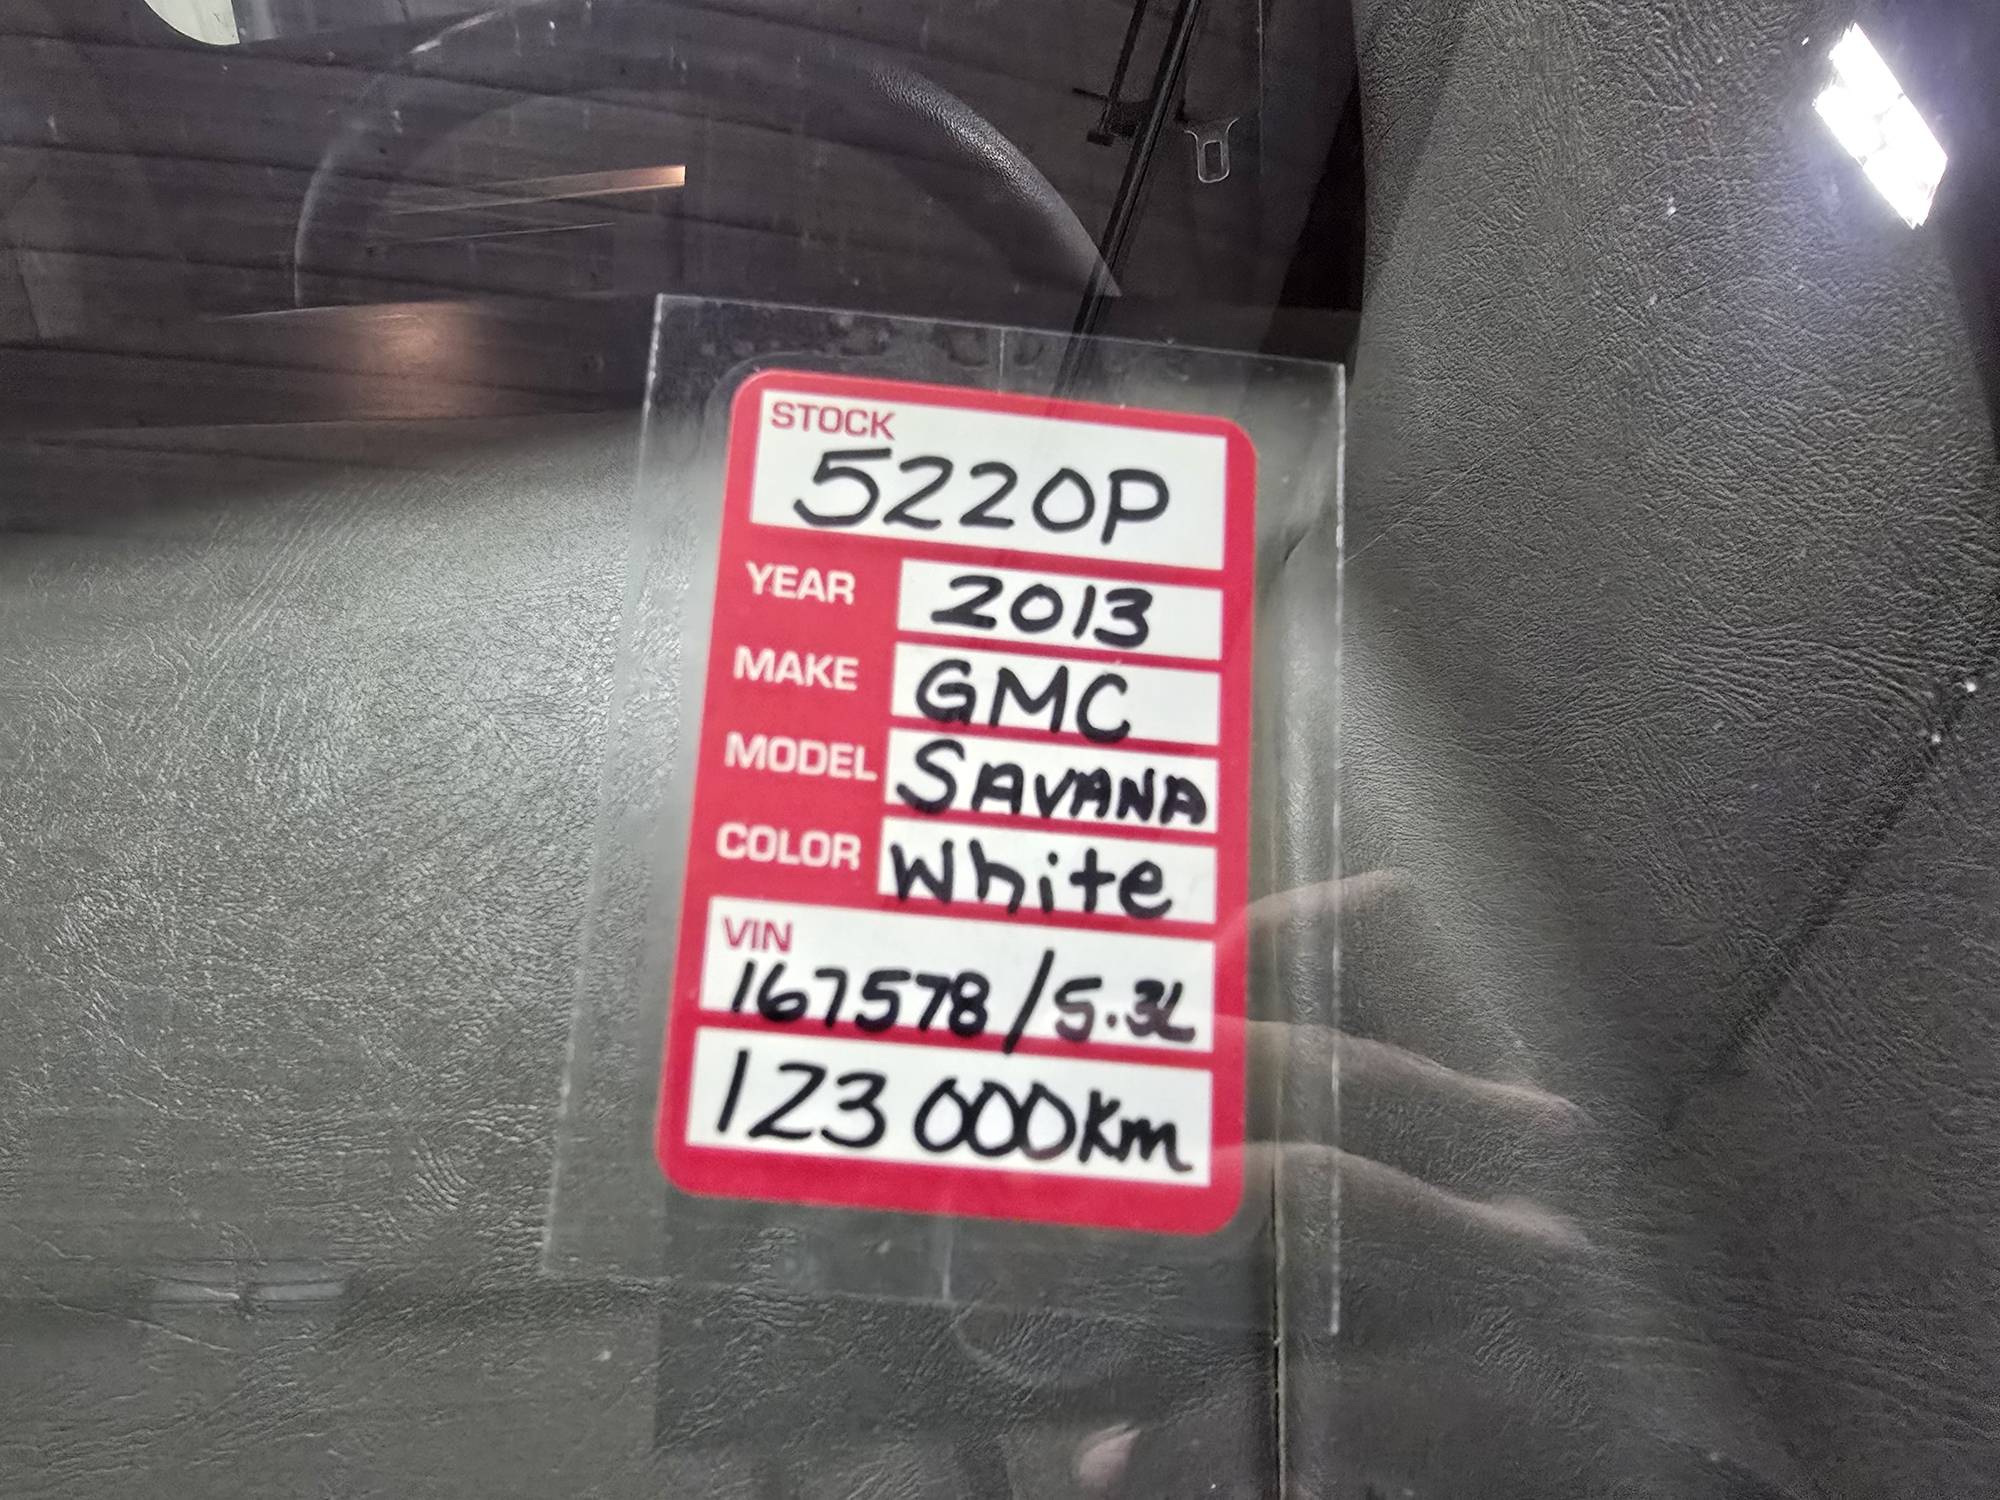 STOCK
5220P
YEAR 2013
MAKE GMC
MODEL SAVANA
COLOR White
VIN
167578/5.3L
123 000Km